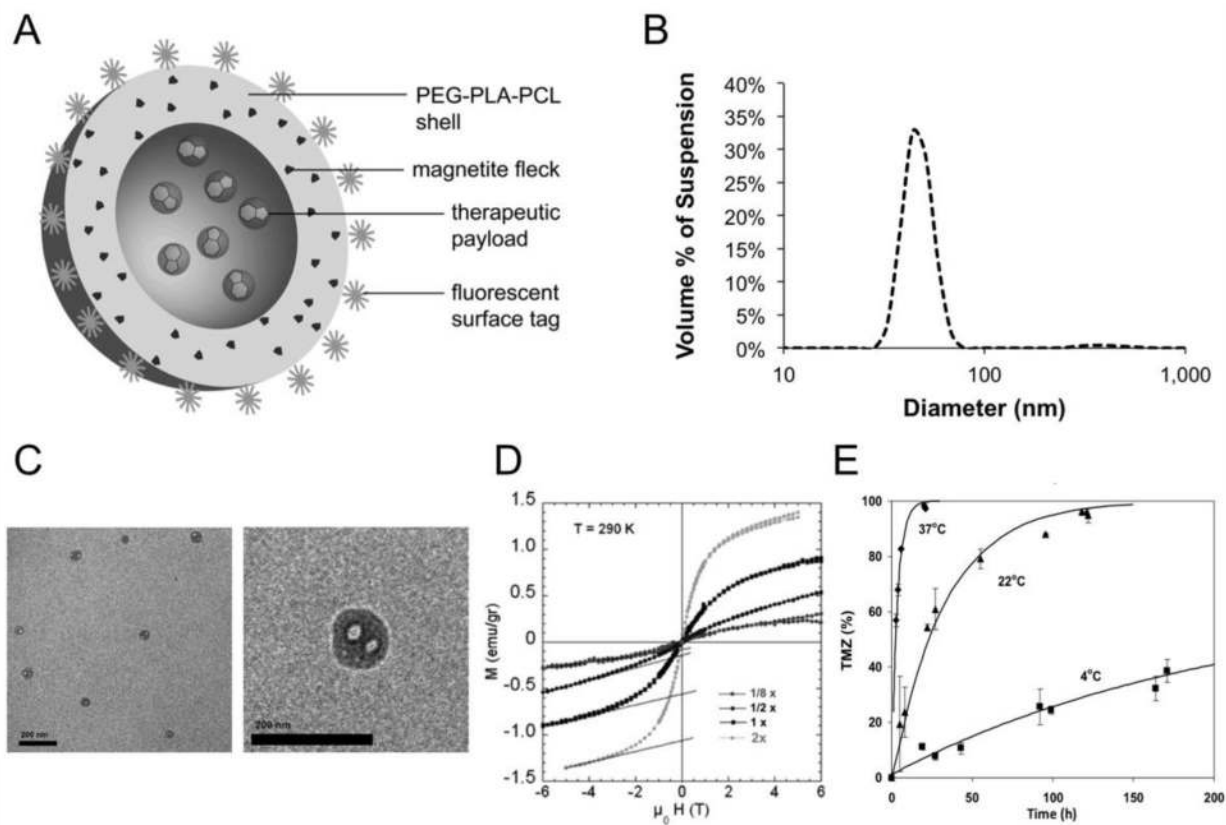 A
PEG-PLA-PCL
shell
magnetite fleck
therapeutic
payload
fluorescent
surface tag
B
Volume % of Suspension
40%
35%
30%
25%
20%
15%
10%
5%
0%
10
100
1,000
Diameter (nm)
C
200 nm
200 nm
D
M (emu/gr)
1.5
1.0
0.5
0
-0.5
-1.0
-1.5
T = 290 K
1/8 x
1/2 x
1 x
2x
-6
-4
-2
0
2
4
6
μ0 H (T)
E
TMZ (%)
100
80
60
40
20
0
37°C
22°C
4°C
0
50
100
150
200
Time (h)